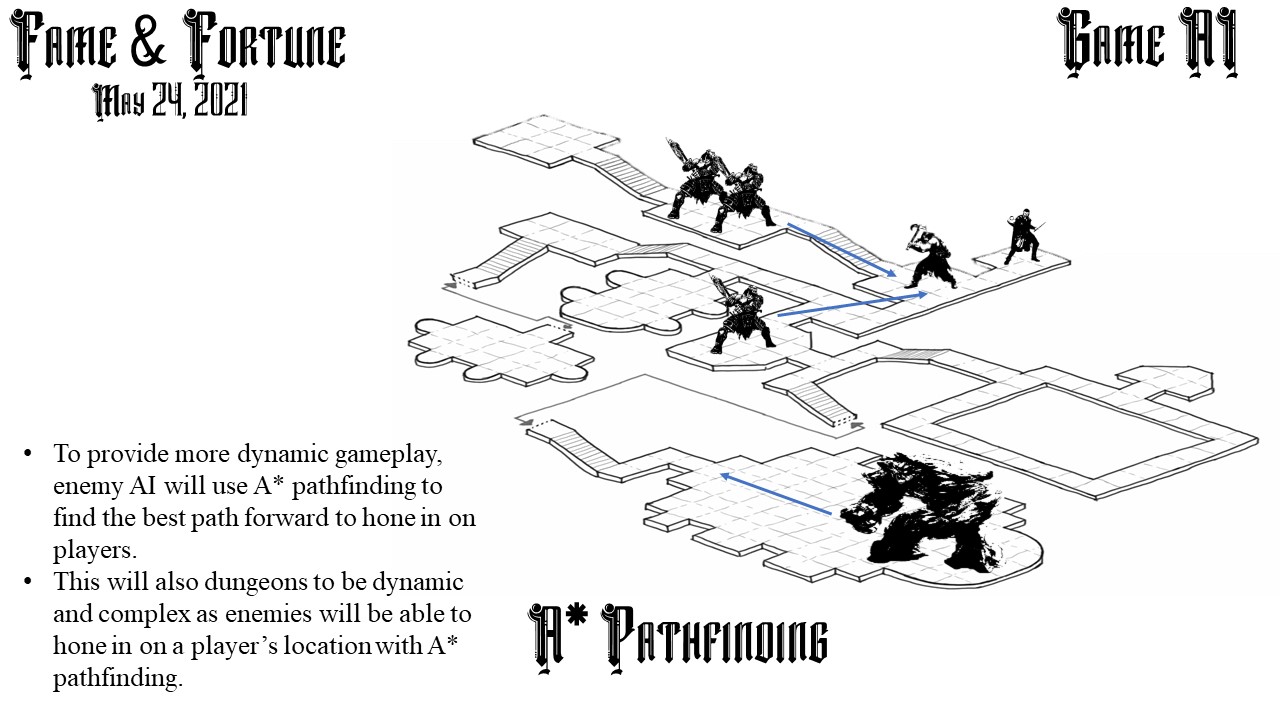 Fame & Fortune
May 24, 2021
Game AI
• To provide more dynamic gameplay,
enemy AI will use A* pathfinding to
find the best path forward to hone in on
players.
• This will also dungeons to be dynamic
and complex as enemies will be able to
hone in on a player’s location with A*
pathfinding.
A* Pathfinding